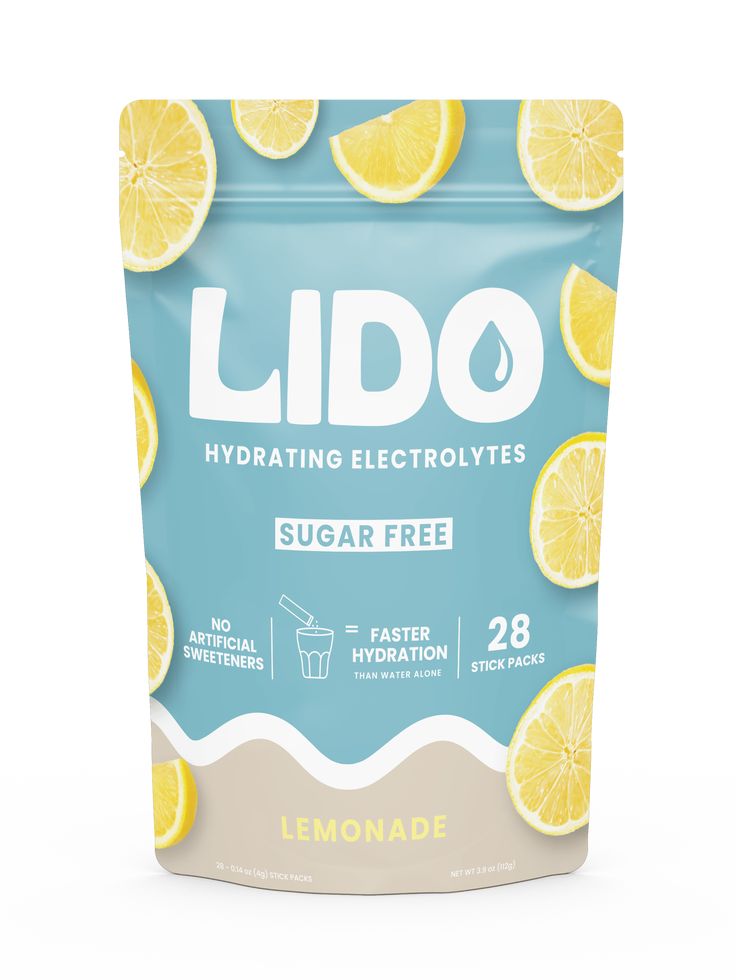 LIDO
HYDRATING ELECTROLYTES
SUGAR FREE
NO
ARTIFICIAL
SWEETENERS
=
FASTER
HYDRATION
THAN WATER ALONE
28
STICK PACKS
LEMONADE
28 - 0.14 oz (4g) STICK PACKS
NET WT 3.9 oz (112g)